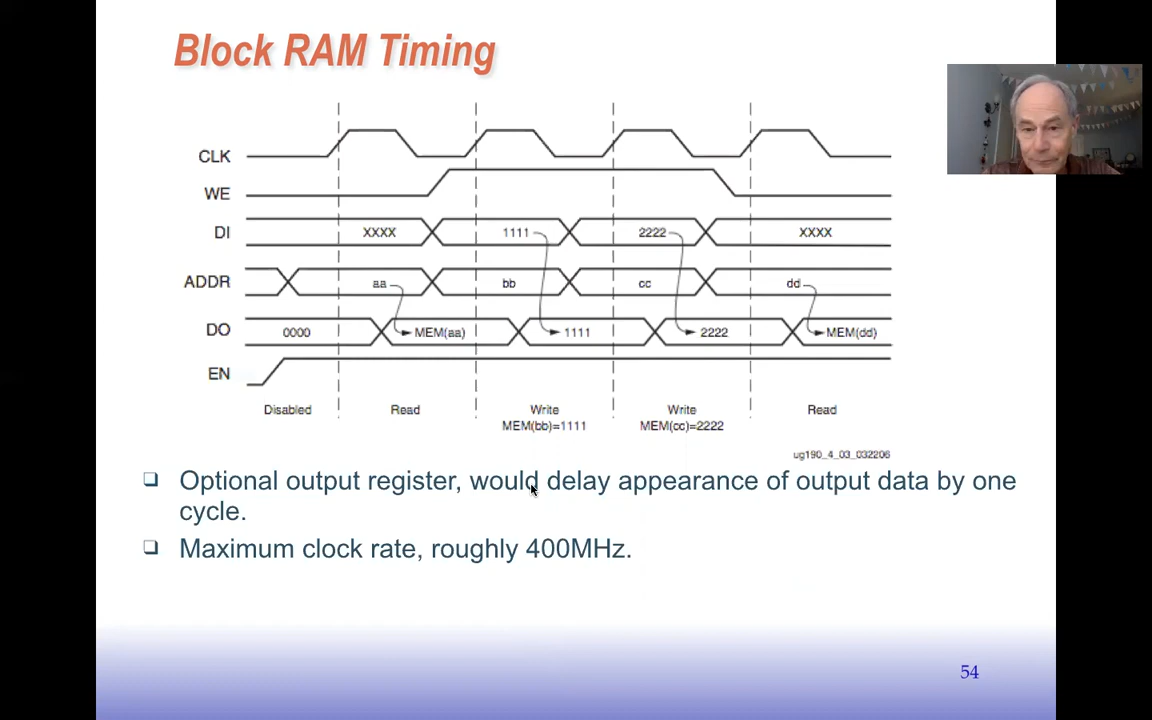 Block RAM Timing
CLK
WE
DI XXXX 1111 2222 XXXX
ADDR aa bb cc dd
DO 0000 MEM(aa) 1111 2222 MEM(dd)
EN
Disabled Read Write Write Read
MEM(bb)=1111 MEM(cc)=2222
ug190_4_03_032206
❑ Optional output register, would delay appearance of output data by one
cycle.
❑ Maximum clock rate, roughly 400MHz.
54